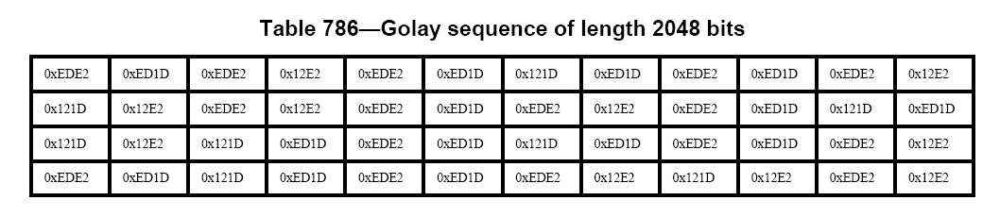 Table 786—Golay sequence of length 2048 bits
0xEDE2 0xED1D 0xEDE2 0x12E2 0xEDE2 0xED1D 0x121D 0xED1D 0xEDE2 0xED1D 0xEDE2 0x12E2
0x121D 0x12E2 0xEDE2 0x12E2 0xEDE2 0xED1D 0xEDE2 0x12E2 0xEDE2 0xED1D 0x121D 0xED1D
0x121D 0x12E2 0x121D 0xED1D 0xEDE2 0xED1D 0x121D 0xED1D 0xEDE2 0xED1D 0xEDE2 0x12E2
0xEDE2 0xED1D 0x121D 0xED1D 0xEDE2 0xED1D 0xEDE2 0x12E2 0x121D 0x12E2 0xEDE2 0x12E2